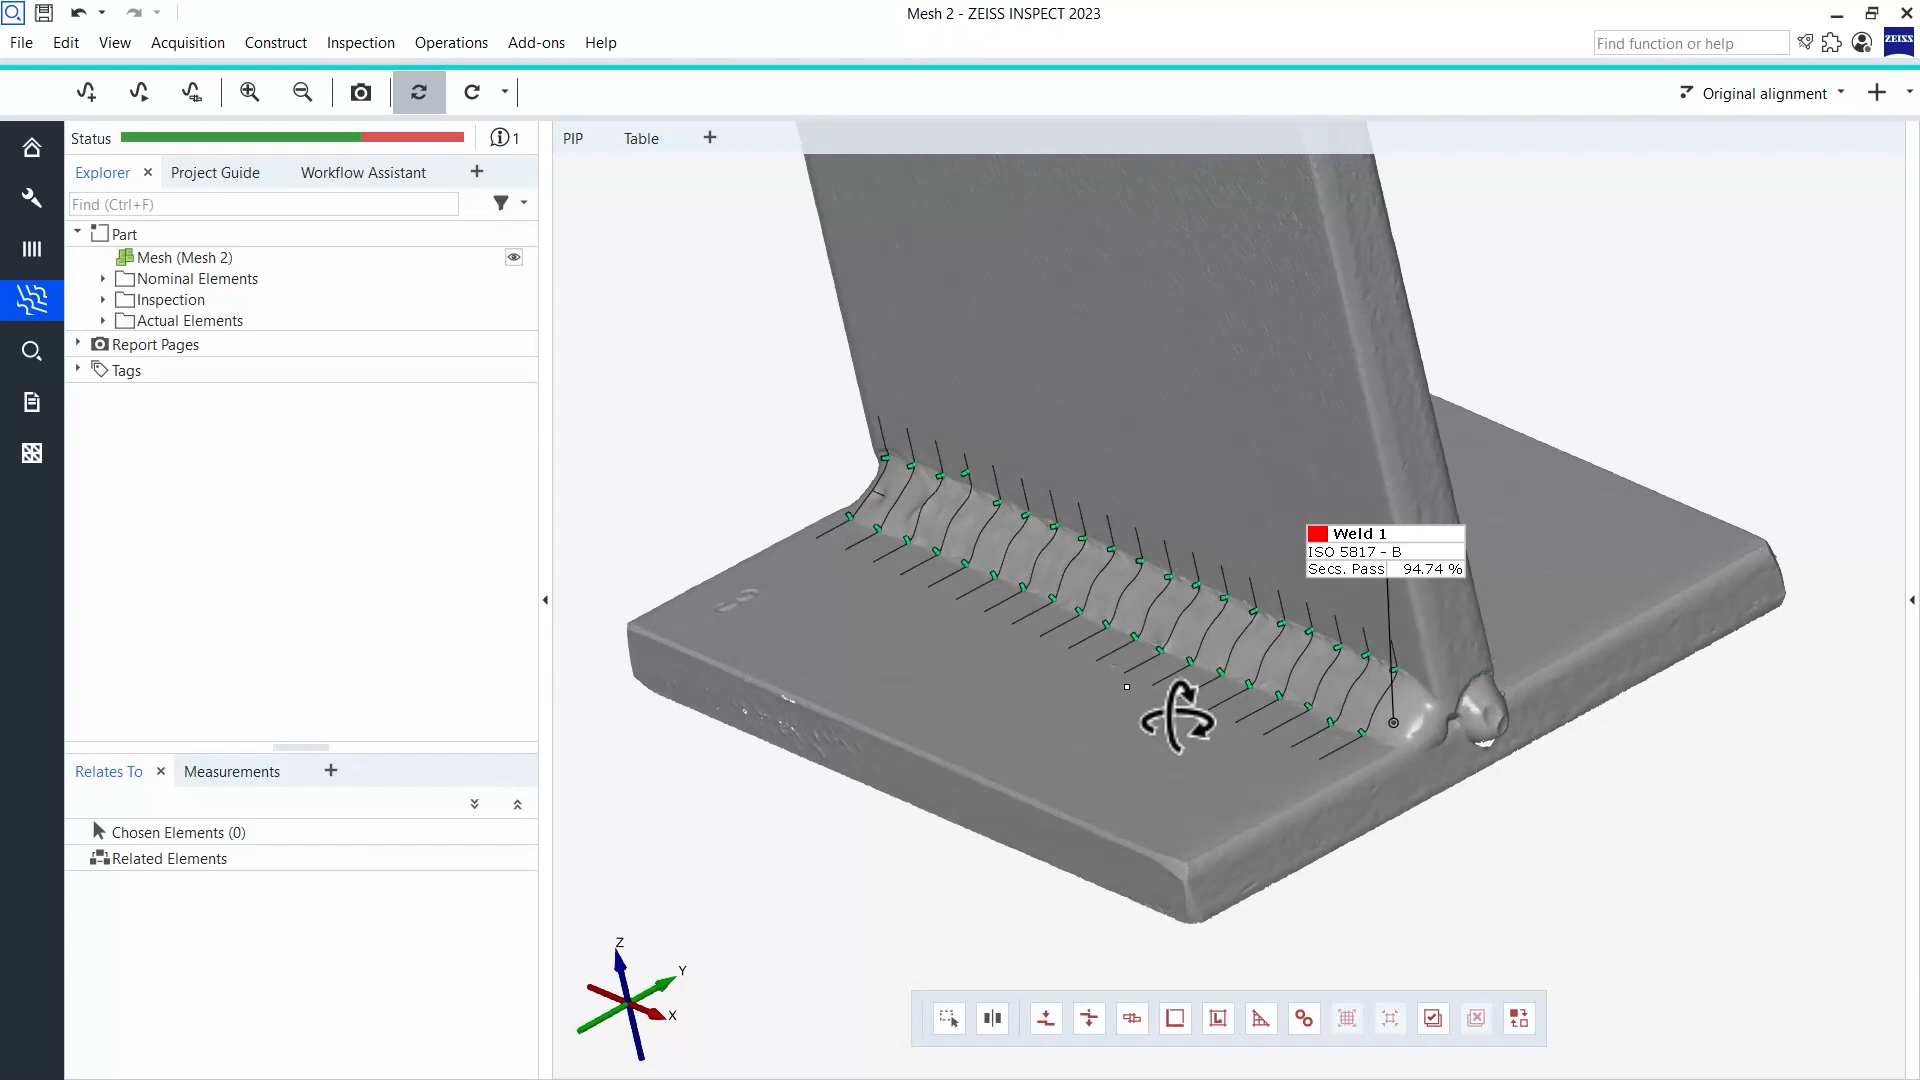 Mesh 2 - ZEISS INSPECT 2023
File Edit View Acquisition Construct Inspection Operations Add-ons Help
Find function or help
ZEISS
Original alignment
Status
1
PIP Table
Explorer Project Guide Workflow Assistant
Find (Ctrl+F)
Part
Mesh (Mesh 2)
Nominal Elements
Inspection
Actual Elements
Report Pages
Tags
Weld 1
ISO 5817 - B
Secs. Pass 94.74 %
Relates To Measurements
Chosen Elements (0)
Related Elements
Z
Y
X